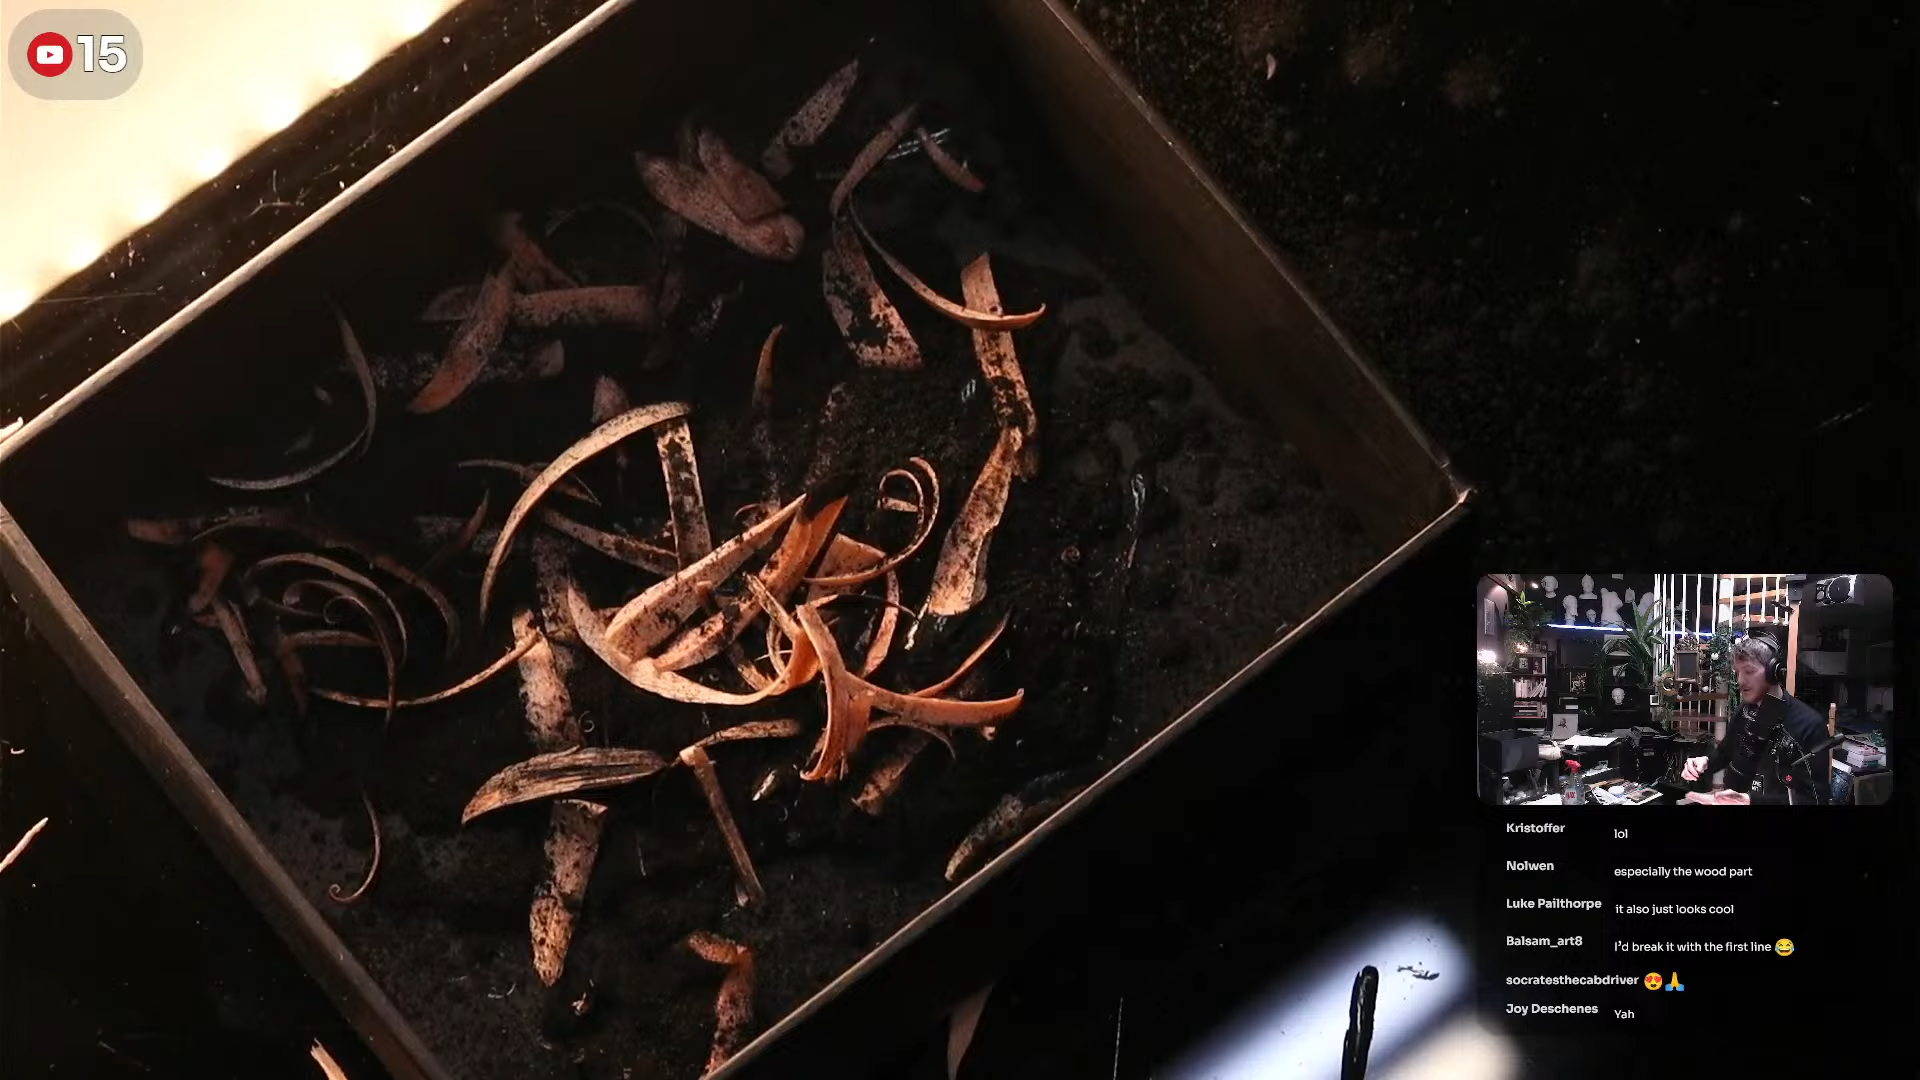 15
Kristoffer lol
Nolwen especially the wood part
Luke Pailthorpe it also just looks cool
Balsam_art8 I'd break it with the first line 😂
socratesthecabdriver 😍🙏
Joy Deschenes Yah